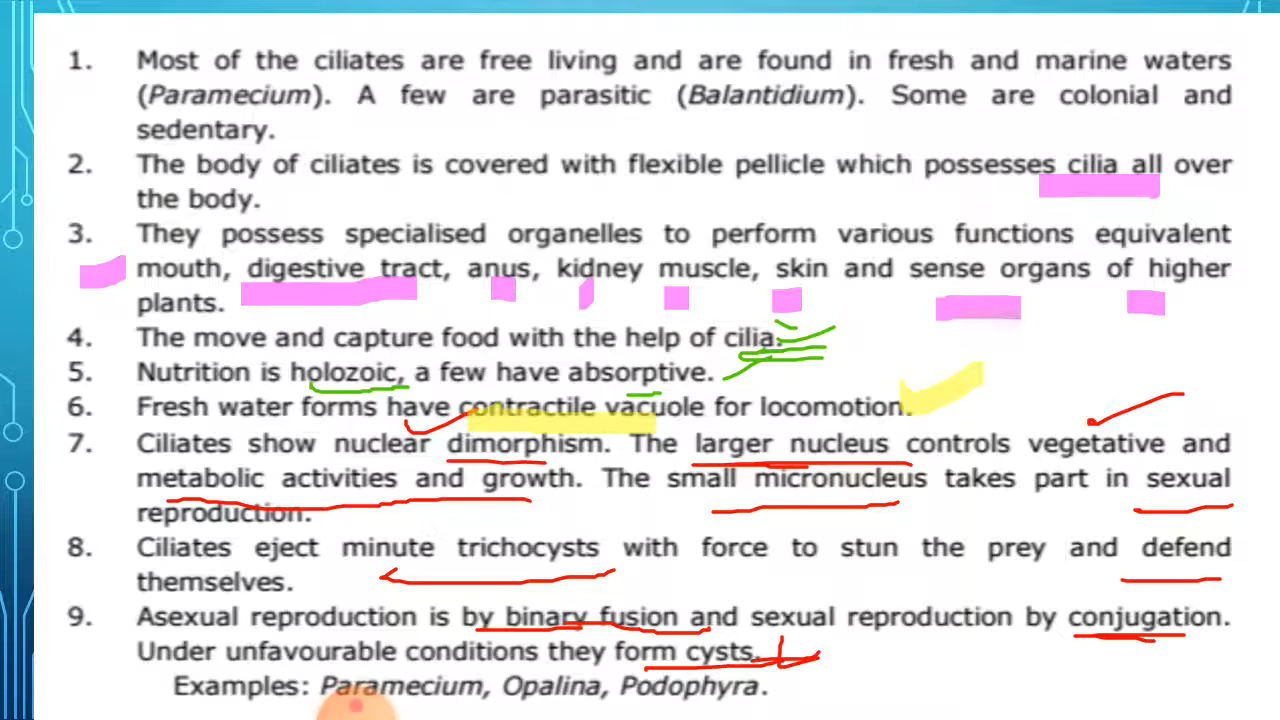 1. Most of the ciliates are free living and are found in fresh and marine waters
(Paramecium). A few are parasitic (Balantidium). Some are colonial and
sedentary.
2. The body of ciliates is covered with flexible pellicle which possesses cilia all over
the body.
3. They possess specialised organelles to perform various functions equivalent
mouth, digestive tract, anus, kidney muscle, skin and sense organs of higher
plants.
4. The move and capture food with the help of cilia.
5. Nutrition is holozoic, a few have absorptive.
6. Fresh water forms have contractile vacuole for locomotion.
7. Ciliates show nuclear dimorphism. The larger nucleus controls vegetative and
metabolic activities and growth. The small micronucleus takes part in sexual
reproduction.
8. Ciliates eject minute trichocysts with force to stun the prey and defend
themselves.
9. Asexual reproduction is by binary fusion and sexual reproduction by conjugation.
Under unfavourable conditions they form cysts.
Examples: Paramecium, Opalina, Podophyra.